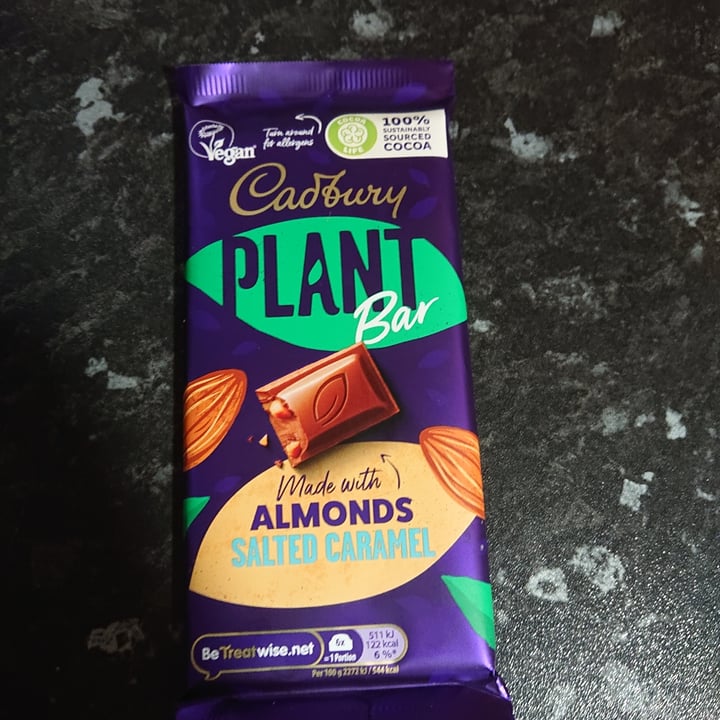 Vegan
Turn around
for allergens
COCOA
LIFE
100%
SUSTAINABLY
SOURCED
COCOA
Cadbury
PLANT
Bar
Made with
ALMONDS
SALTED CARAMEL
BeTreatwise.net
6x
=1 Portion
511 kJ
122 kcal
6 %*
Per 100 g 2272 kJ / 544 kcal